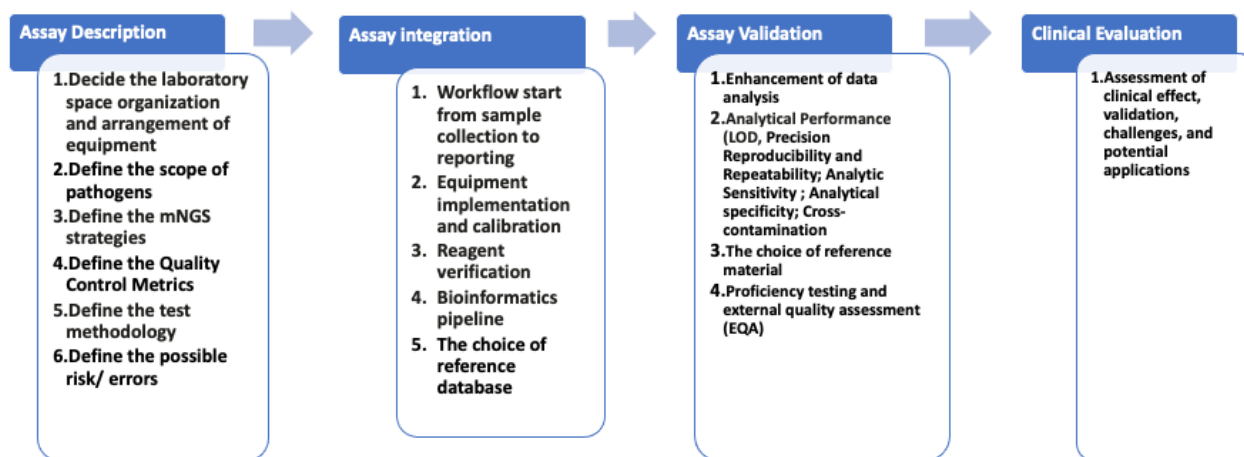 Assay Description
1.Decide the laboratory
space organization
and arrangement of
equipment
2.Define the scope of
pathogens
3.Define the mNGS
strategies
4.Define the Quality
Control Metrics
5.Define the test
methodology
6.Define the possible
risk/ errors
Assay integration
1. Workflow start
from sample
collection to
reporting
2. Equipment
implementation
and calibration
3. Reagent
verification
4. Bioinformatics
pipeline
5. The choice of
reference
database
Assay Validation
1.Enhancement of data
analysis
2.Analytical Performance
(LOD, Precision
Reproducibility and
Repeatability; Analytic
Sensitivity ; Analytical
specificity; Cross-
contamination
3.The choice of reference
material
4.Proficiency testing and
external quality assessment
(EQA)
Clinical Evaluation
1.Assessment of
clinical effect,
validation,
challenges, and
potential
applications